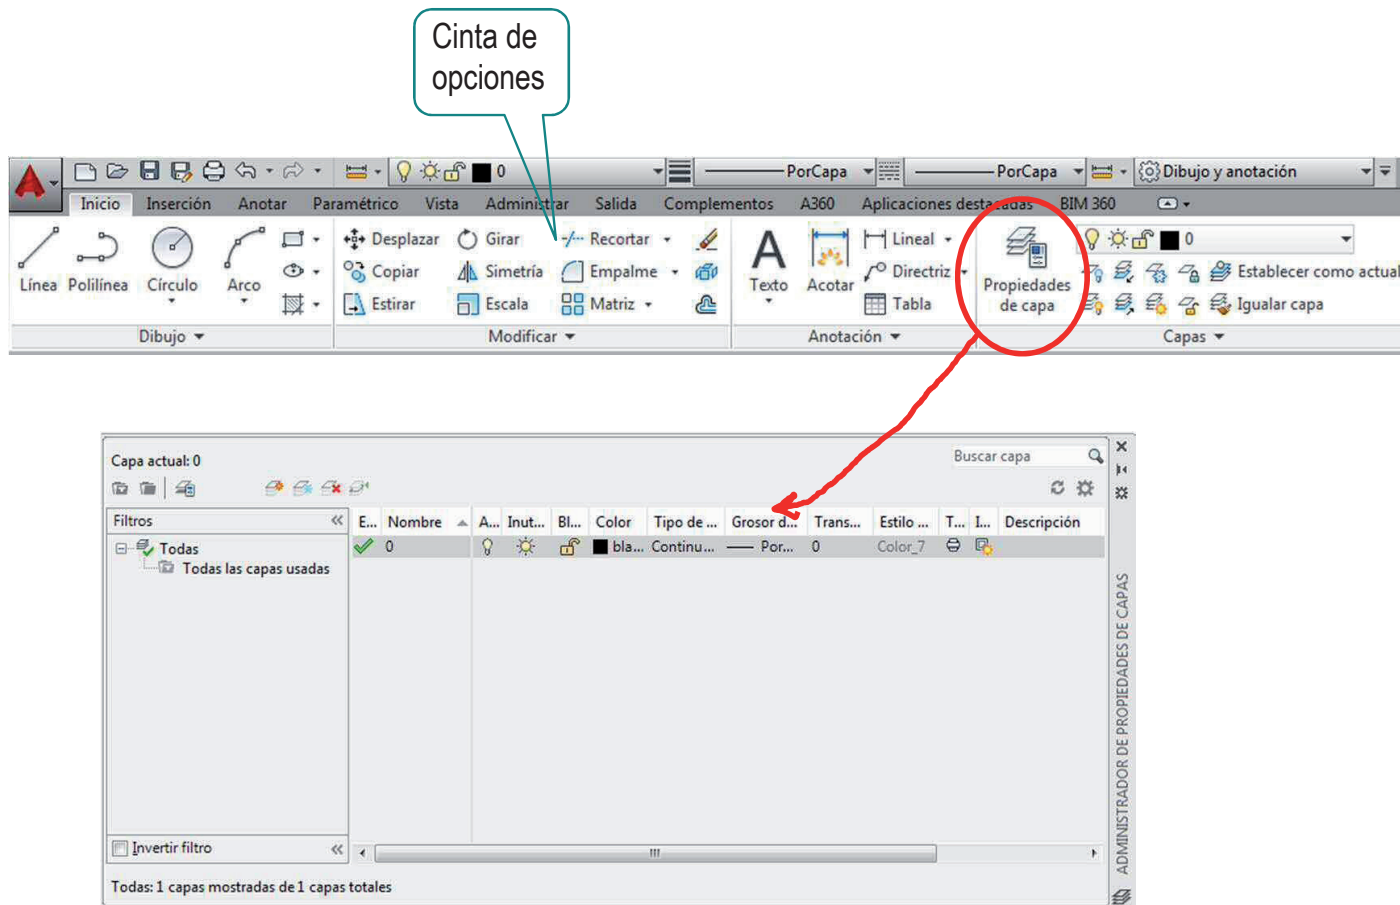 Cinta de
opciones
0 PorCapa PorCapa Dibujo y anotación
Inicio Inserción Anotar Paramétrico Vista Administrar Salida Complementos A360 Aplicaciones destacadas BIM 360
Desplazar Girar Recortar A Lineal 0
Copiar Simetría Empalme Directriz Establecer como actual
Línea Polilínea Círculo Arco Texto Acotar Propiedades
de capa
Estirar Escala Matriz Tabla Igualar capa
Dibujo Modificar Anotación Capas
Capa actual: 0 Buscar capa
Filtros E... Nombre A... Inut... Bl... Color Tipo de ... Grosor d... Trans... Estilo ... T... I... Descripción
Todas 0 bla... Continu... Por... 0 Color_7
Todas las capas usadas
Invertir filtro
Todas: 1 capas mostradas de 1 capas totales
ADMINISTRADOR DE PROPIEDADES DE CAPAS